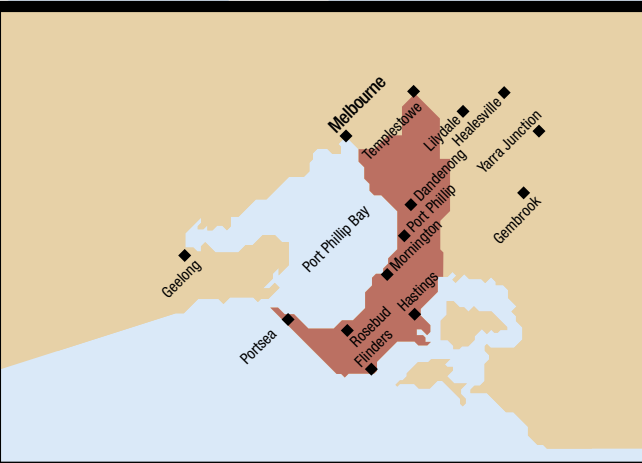 Melbourne
Templestowe
Lilydale
Healesville
Yarra Junction
Dandenong
Port Phillip
Gembrook
Port Phillip Bay
Mornington
Geelong
Hastings
Portsea
Rosebud
Flinders